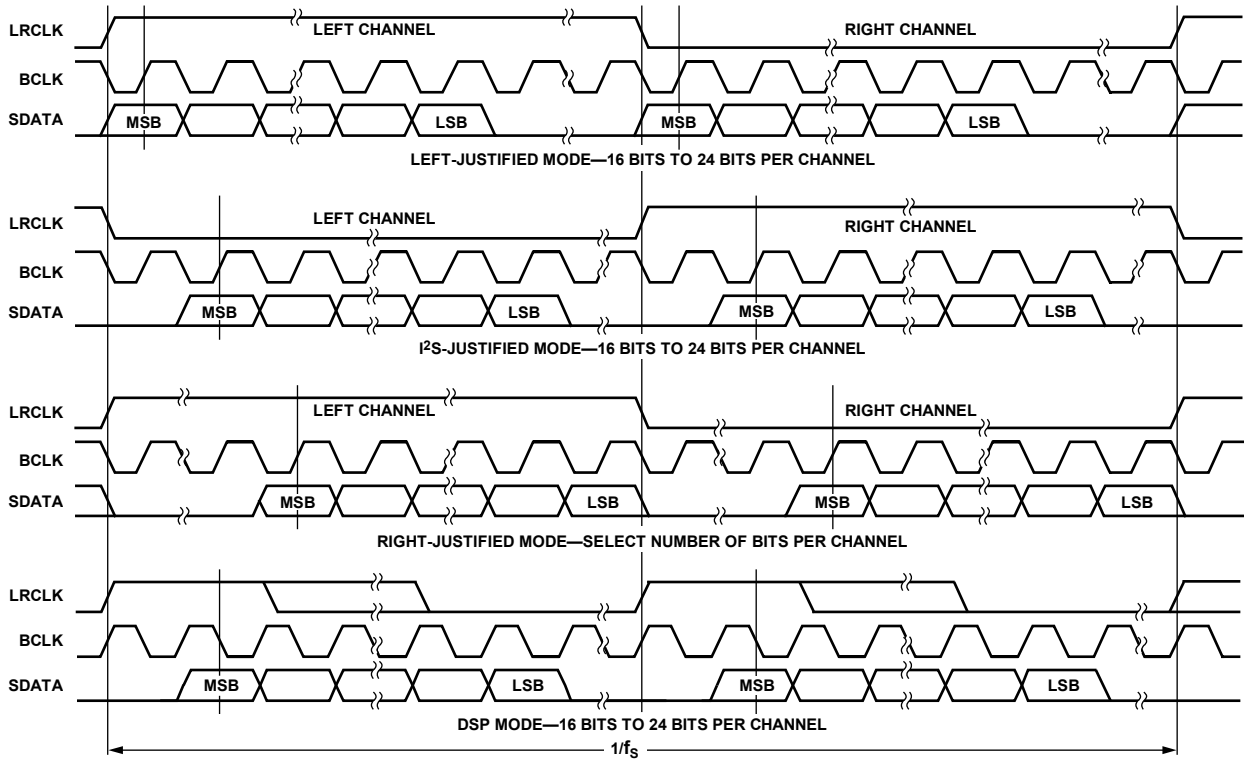 LRCLK LEFT CHANNEL RIGHT CHANNEL
BCLK
SDATA MSB LSB MSB LSB
LEFT-JUSTIFIED MODE—16 BITS TO 24 BITS PER CHANNEL
LRCLK LEFT CHANNEL RIGHT CHANNEL
BCLK
SDATA MSB LSB MSB LSB
I²S-JUSTIFIED MODE—16 BITS TO 24 BITS PER CHANNEL
LRCLK LEFT CHANNEL RIGHT CHANNEL
BCLK
SDATA MSB LSB MSB LSB
RIGHT-JUSTIFIED MODE—SELECT NUMBER OF BITS PER CHANNEL
LRCLK
BCLK
SDATA MSB LSB MSB LSB
DSP MODE—16 BITS TO 24 BITS PER CHANNEL
1/fS